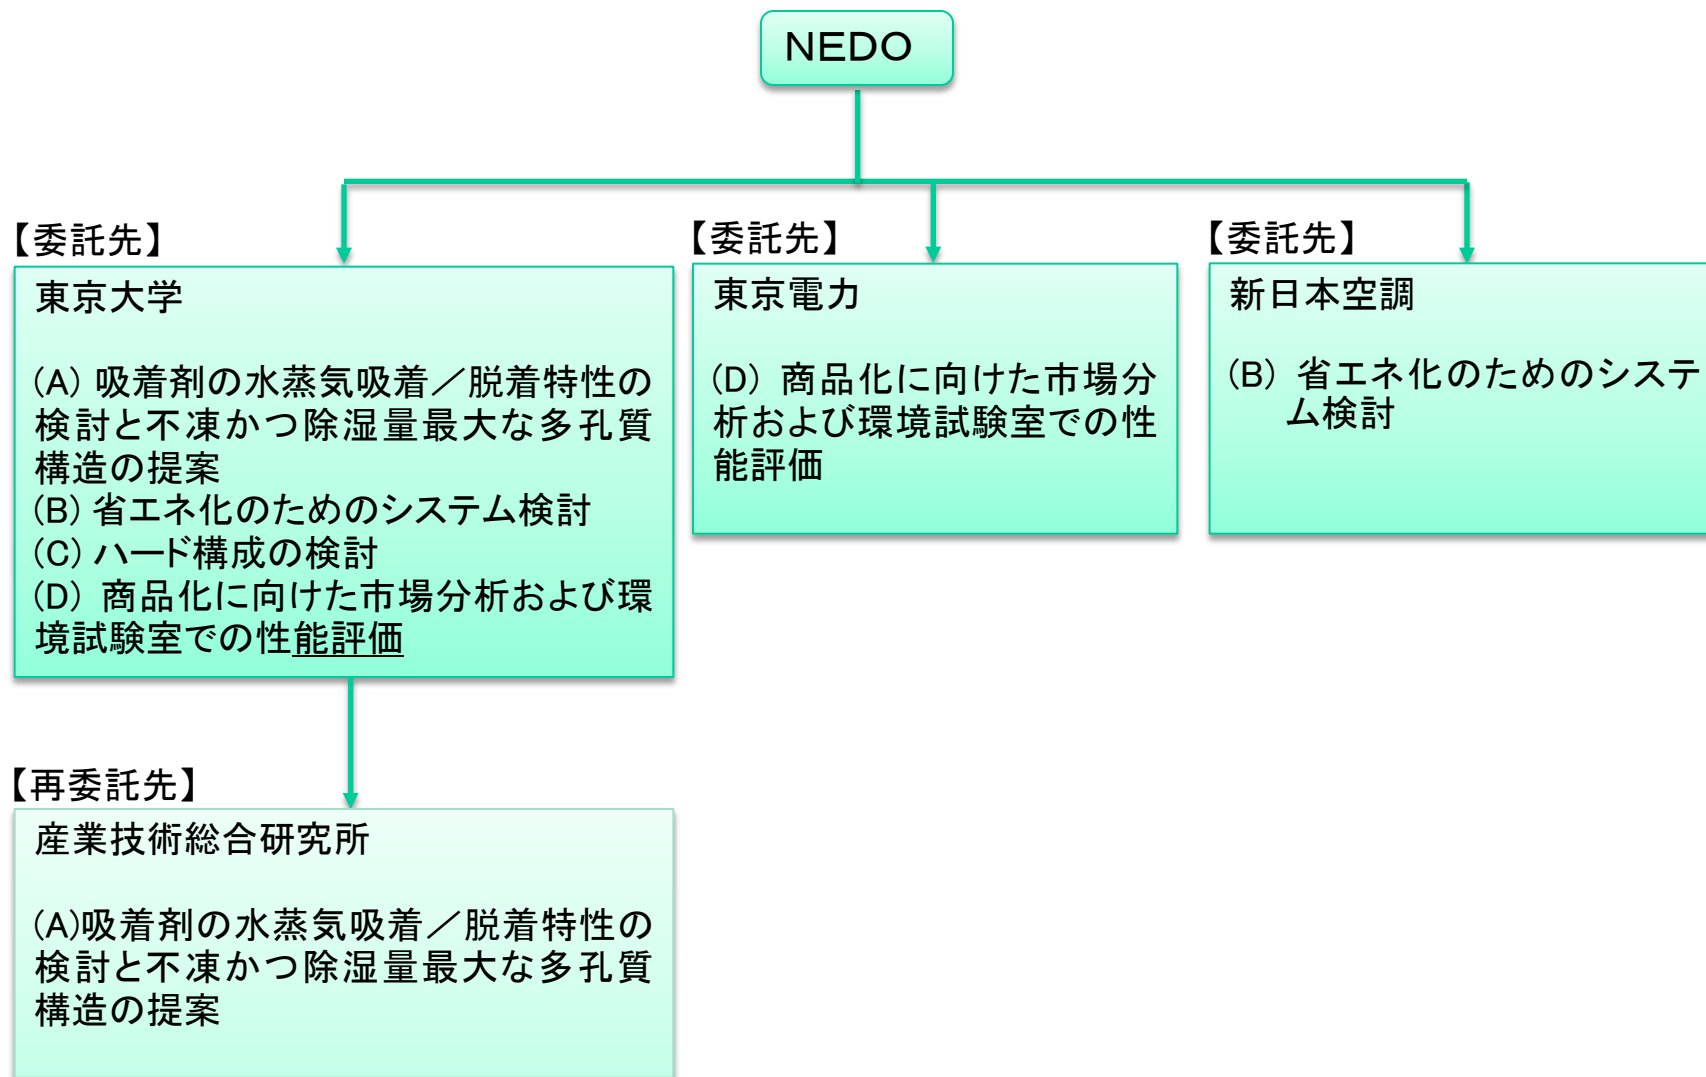 NEDO
【委託先】
東京大学
(A) 吸着剤の水蒸気吸着／脱着特性の
検討と不凍かつ除湿量最大な多孔質
構造の提案
(B) 省エネ化のためのシステム検討
(C) ハード構成の検討
(D) 商品化に向けた市場分析および環
境試験室での性能評価
【委託先】
東京電力
(D) 商品化に向けた市場分
析および環境試験室での性
能評価
【委託先】
新日本空調
(B) 省エネ化のためのシステ
ム検討
【再委託先】
産業技術総合研究所
(A)吸着剤の水蒸気吸着／脱着特性の
検討と不凍かつ除湿量最大な多孔質
構造の提案